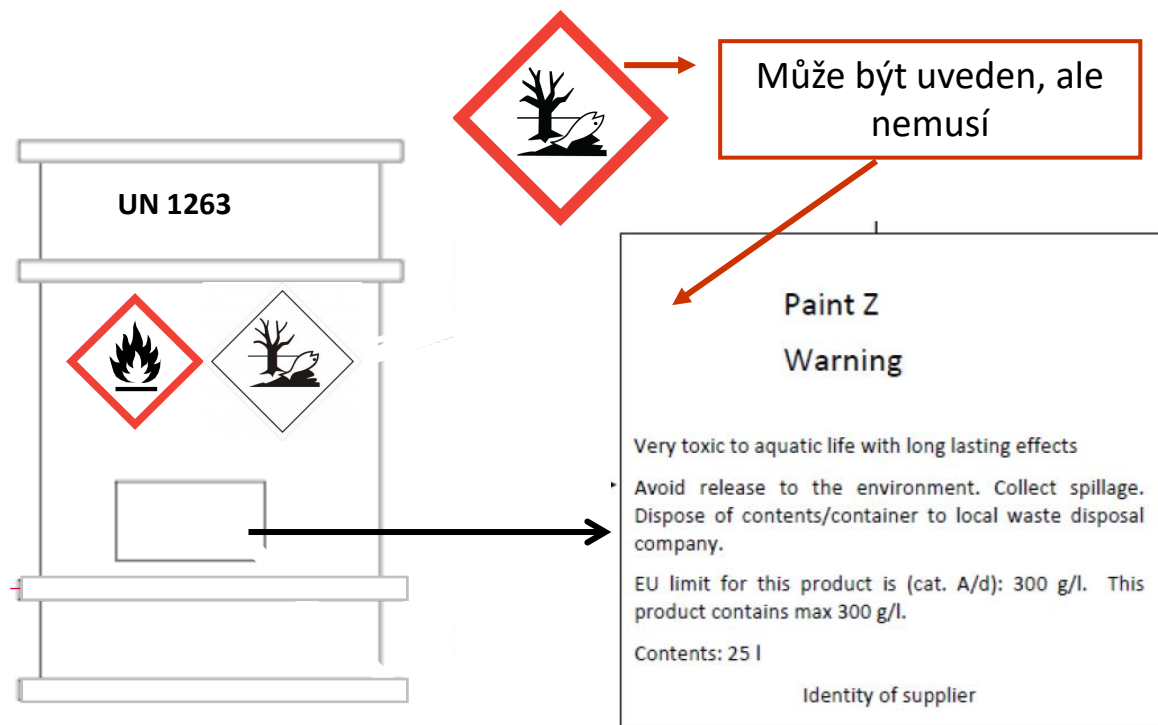 Může být uveden, ale
nemusí
UN 1263
Paint Z
Warning
Very toxic to aquatic life with long lasting effects
Avoid release to the environment. Collect spillage.
Dispose of contents/container to local waste disposal
company.
EU limit for this product is (cat. A/d): 300 g/l. This
product contains max 300 g/l.
Contents: 25 l
Identity of supplier